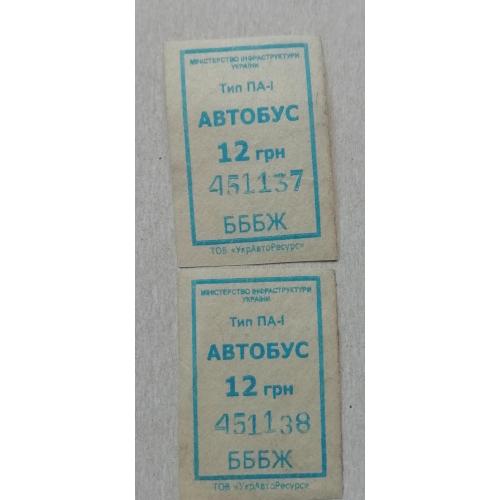 МІНІСТЕРСТВО ІНФРАСТРУКТУРИ
УКРАЇНИ
Тип ПА-І
АВТОБУС
12 грн
451137
БББЖ
ТОВ «УкрАвтоРесурс»
МІНІСТЕРСТВО ІНФРАСТРУКТУРИ
УКРАЇНИ
Тип ПА-І
АВТОБУС
12 грн
451138
БББЖ
ТОВ «УкрАвтоРесурс»